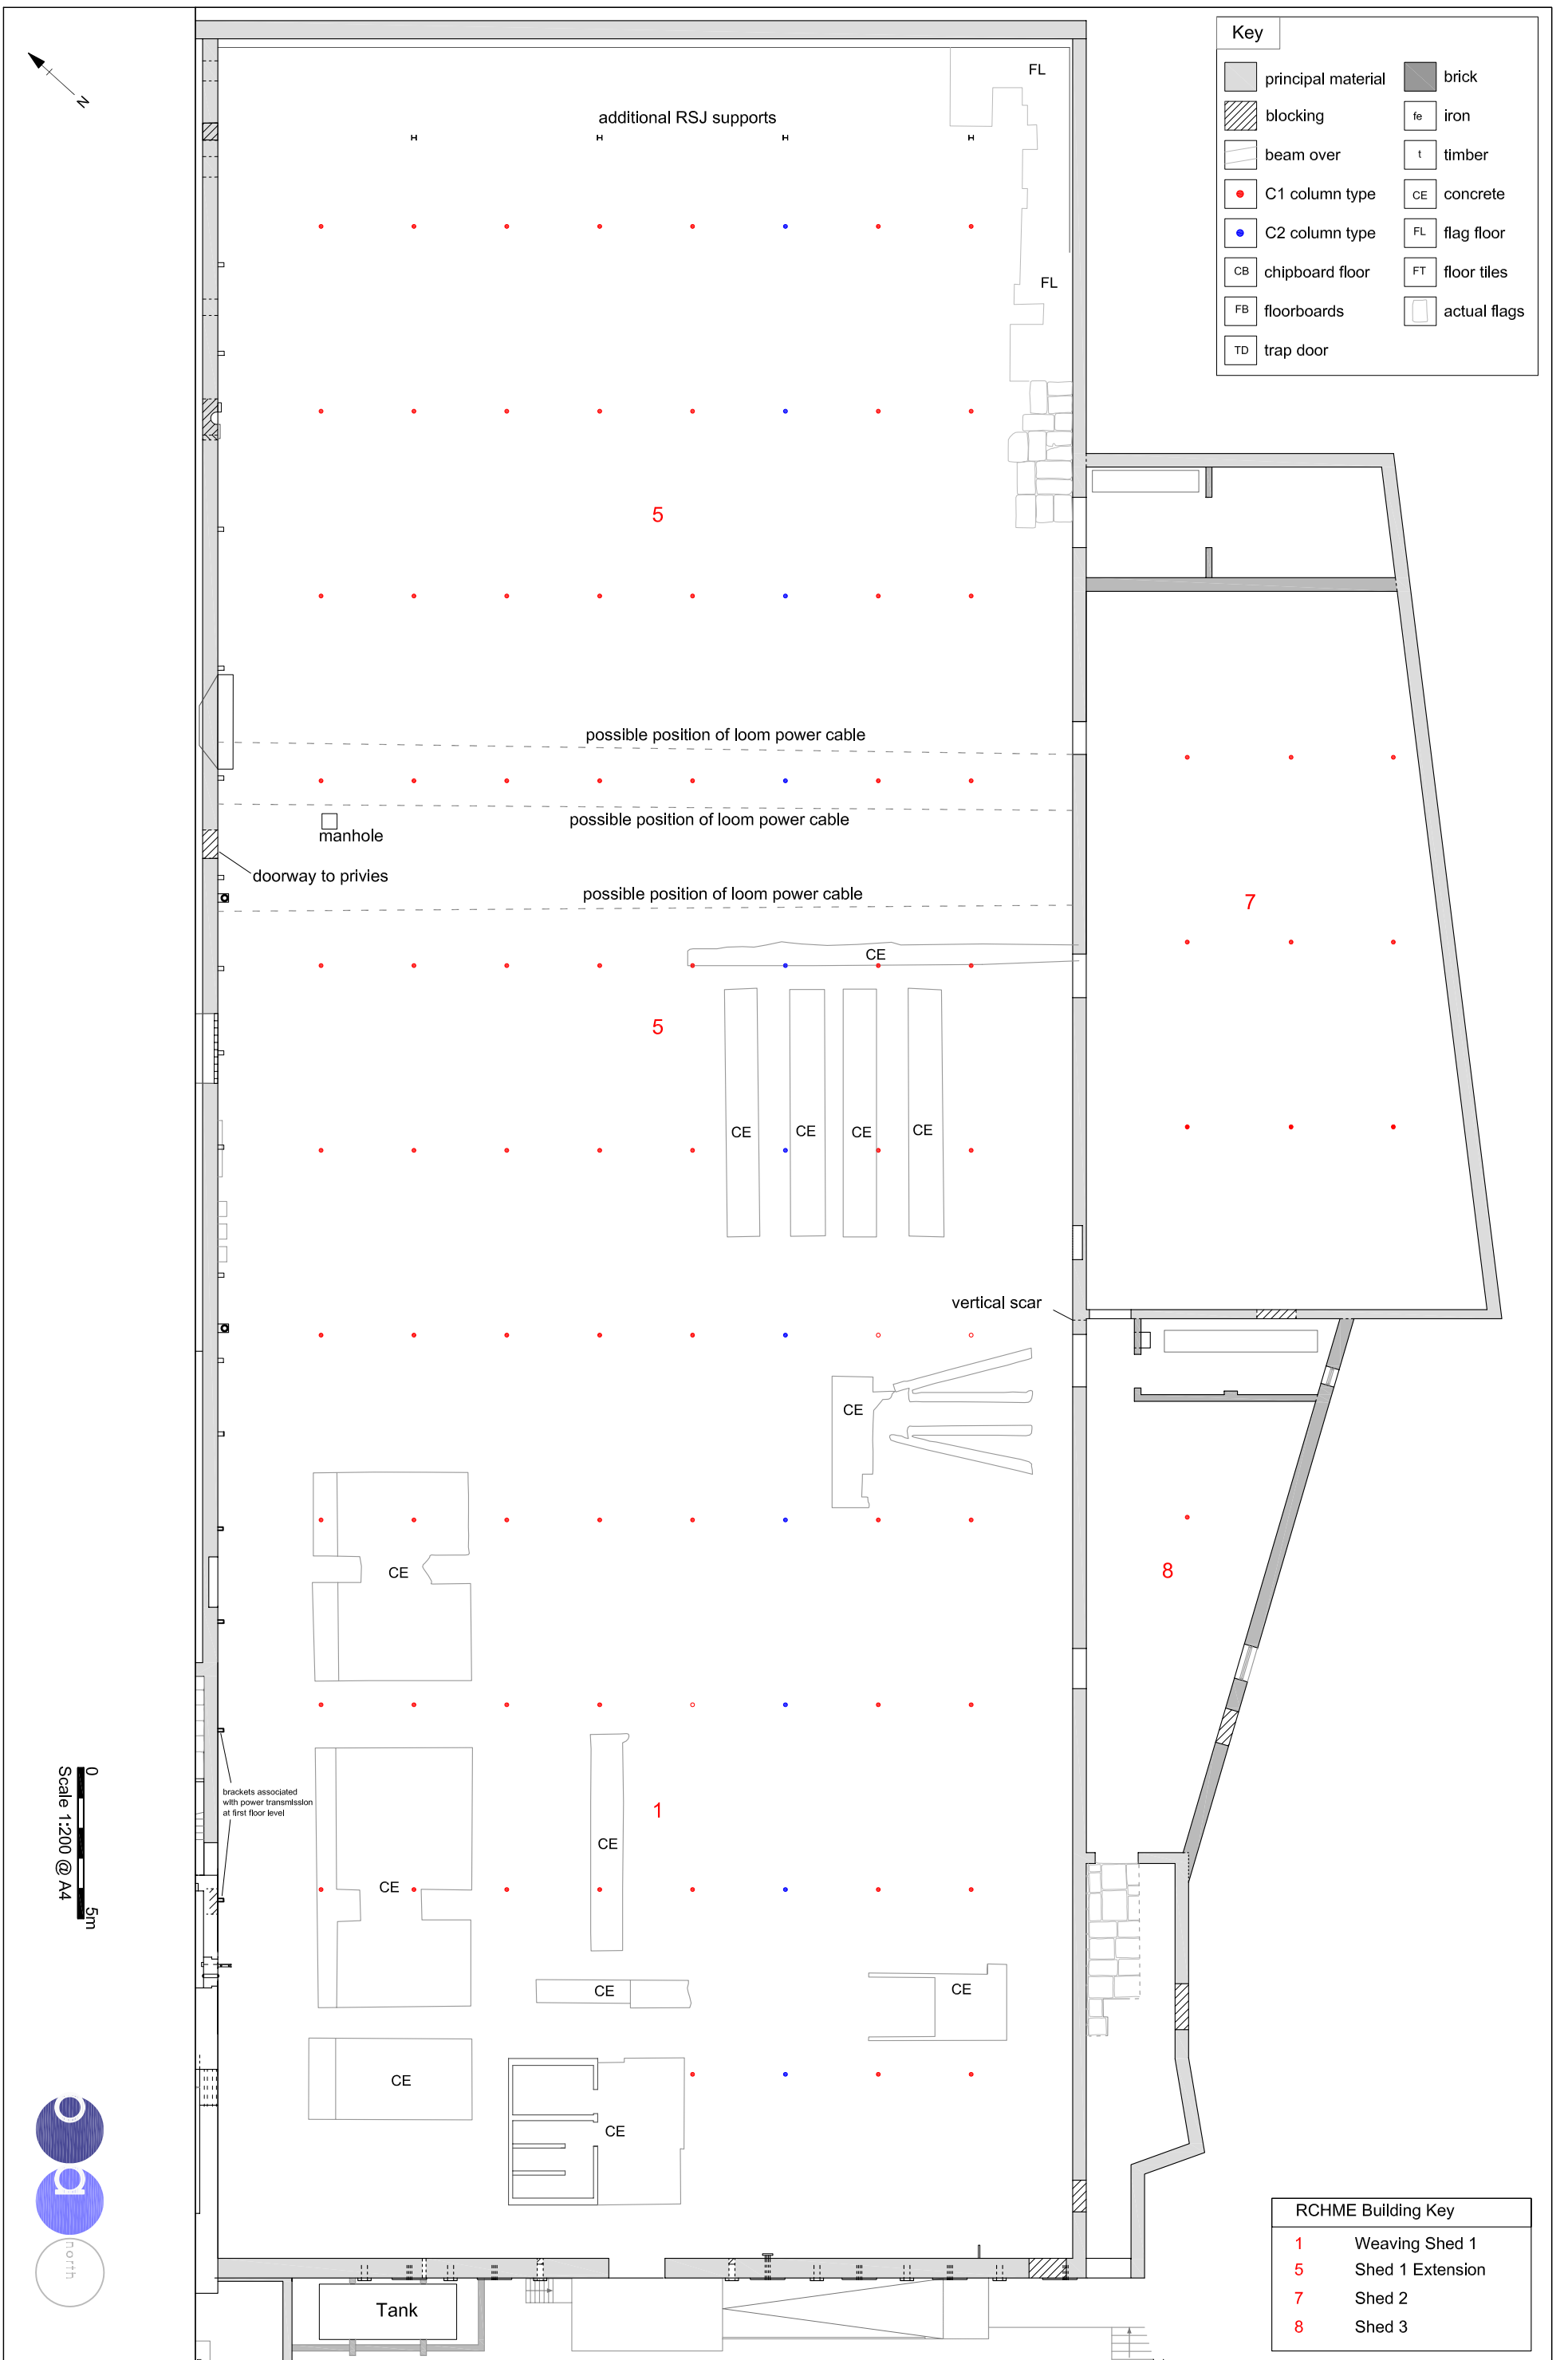 Key
principal material
brick
blocking
fe
iron
beam over
t
timber
C1 column type
CE
concrete
C2 column type
FL
flag floor
CB
chipboard floor
FT
floor tiles
FB
floorboards
actual flags
TD
trap door
N
FL
additional RSJ supports
FL
5
possible position of loom power cable
possible position of loom power cable
manhole
doorway to privies
possible position of loom power cable
7
CE
5
CE
CE
CE
CE
vertical scar
CE
CE
8
brackets associated
with power transmission
at first floor level
1
CE
CE
CE
CE
CE
CE
0
5m
Scale 1:200 @ A4
north
Tank
RCHME Building Key
1
Weaving Shed 1
5
Shed 1 Extension
7
Shed 2
8
Shed 3